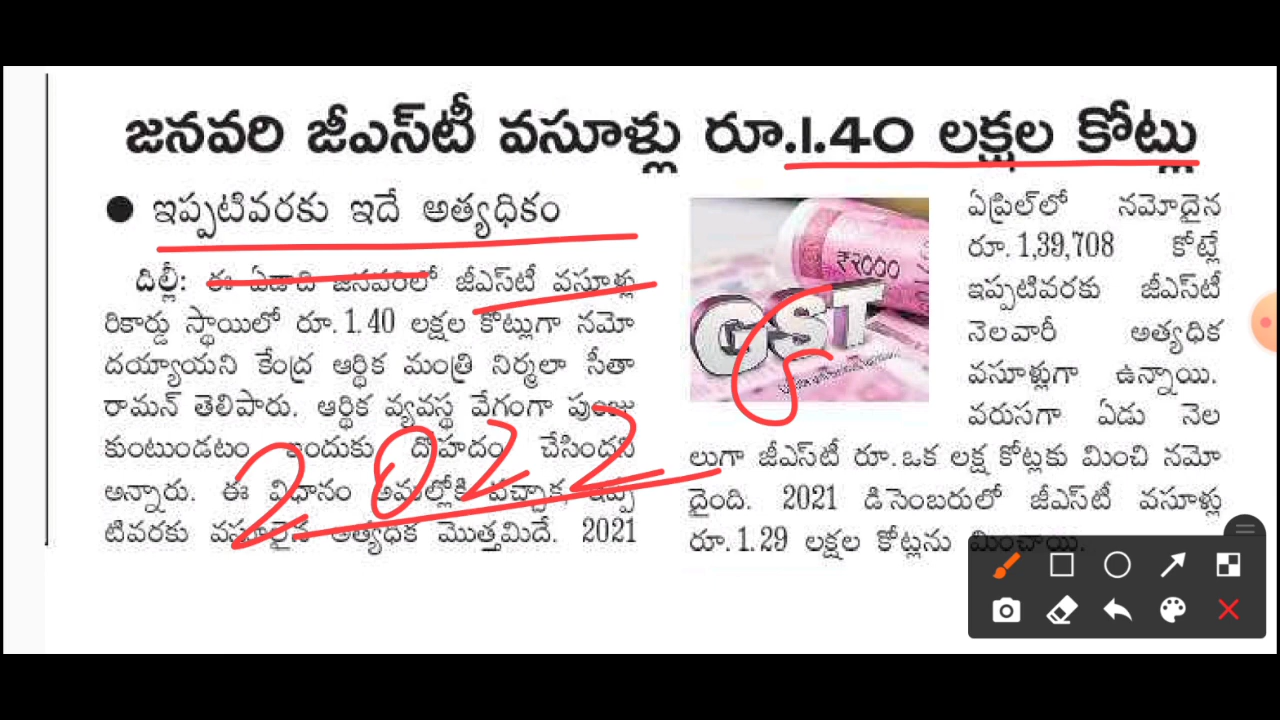 జనవరి జీఎస్‌టీ వసూళ్లు రూ.1.40 లక్షల కోట్లు
● ఇప్పటివరకు ఇదే అత్యధికం
దిల్లీ: ఈ ఏడాది జనవరిలో జీఎస్‌టీ వసూళ్లు
రికార్డు స్థాయిలో రూ.1.40 లక్షల కోట్లుగా నమో
దయ్యాయని కేంద్ర ఆర్థిక మంత్రి నిర్మలా సీతా
రామన్ తెలిపారు. ఆర్థిక వ్యవస్థ వేగంగా పుంజు
కుంటుండటం ఇందుకు దోహదం చేసిందని
అన్నారు. ఈ విధానం అమల్లోకి వచ్చాక, ఇప్ప
టివరకు వసూలైన అత్యధిక మొత్తమిదే. 2021
2022
₹2000
GST
ఏప్రిల్‌లో నమోదైన
రూ.1,39,708 కోట్లే
ఇప్పటివరకు జీఎస్‌టీ
నెలవారీ అత్యధిక
వసూళ్లుగా ఉన్నాయి.
వరుసగా ఏడు నెల
లుగా జీఎస్‌టీ రూ.ఒక లక్ష కోట్లకు మించి నమో
దైంది. 2021 డిసెంబరులో జీఎస్‌టీ వసూళ్లు
రూ.1.29 లక్షల కోట్లను మించాయి.